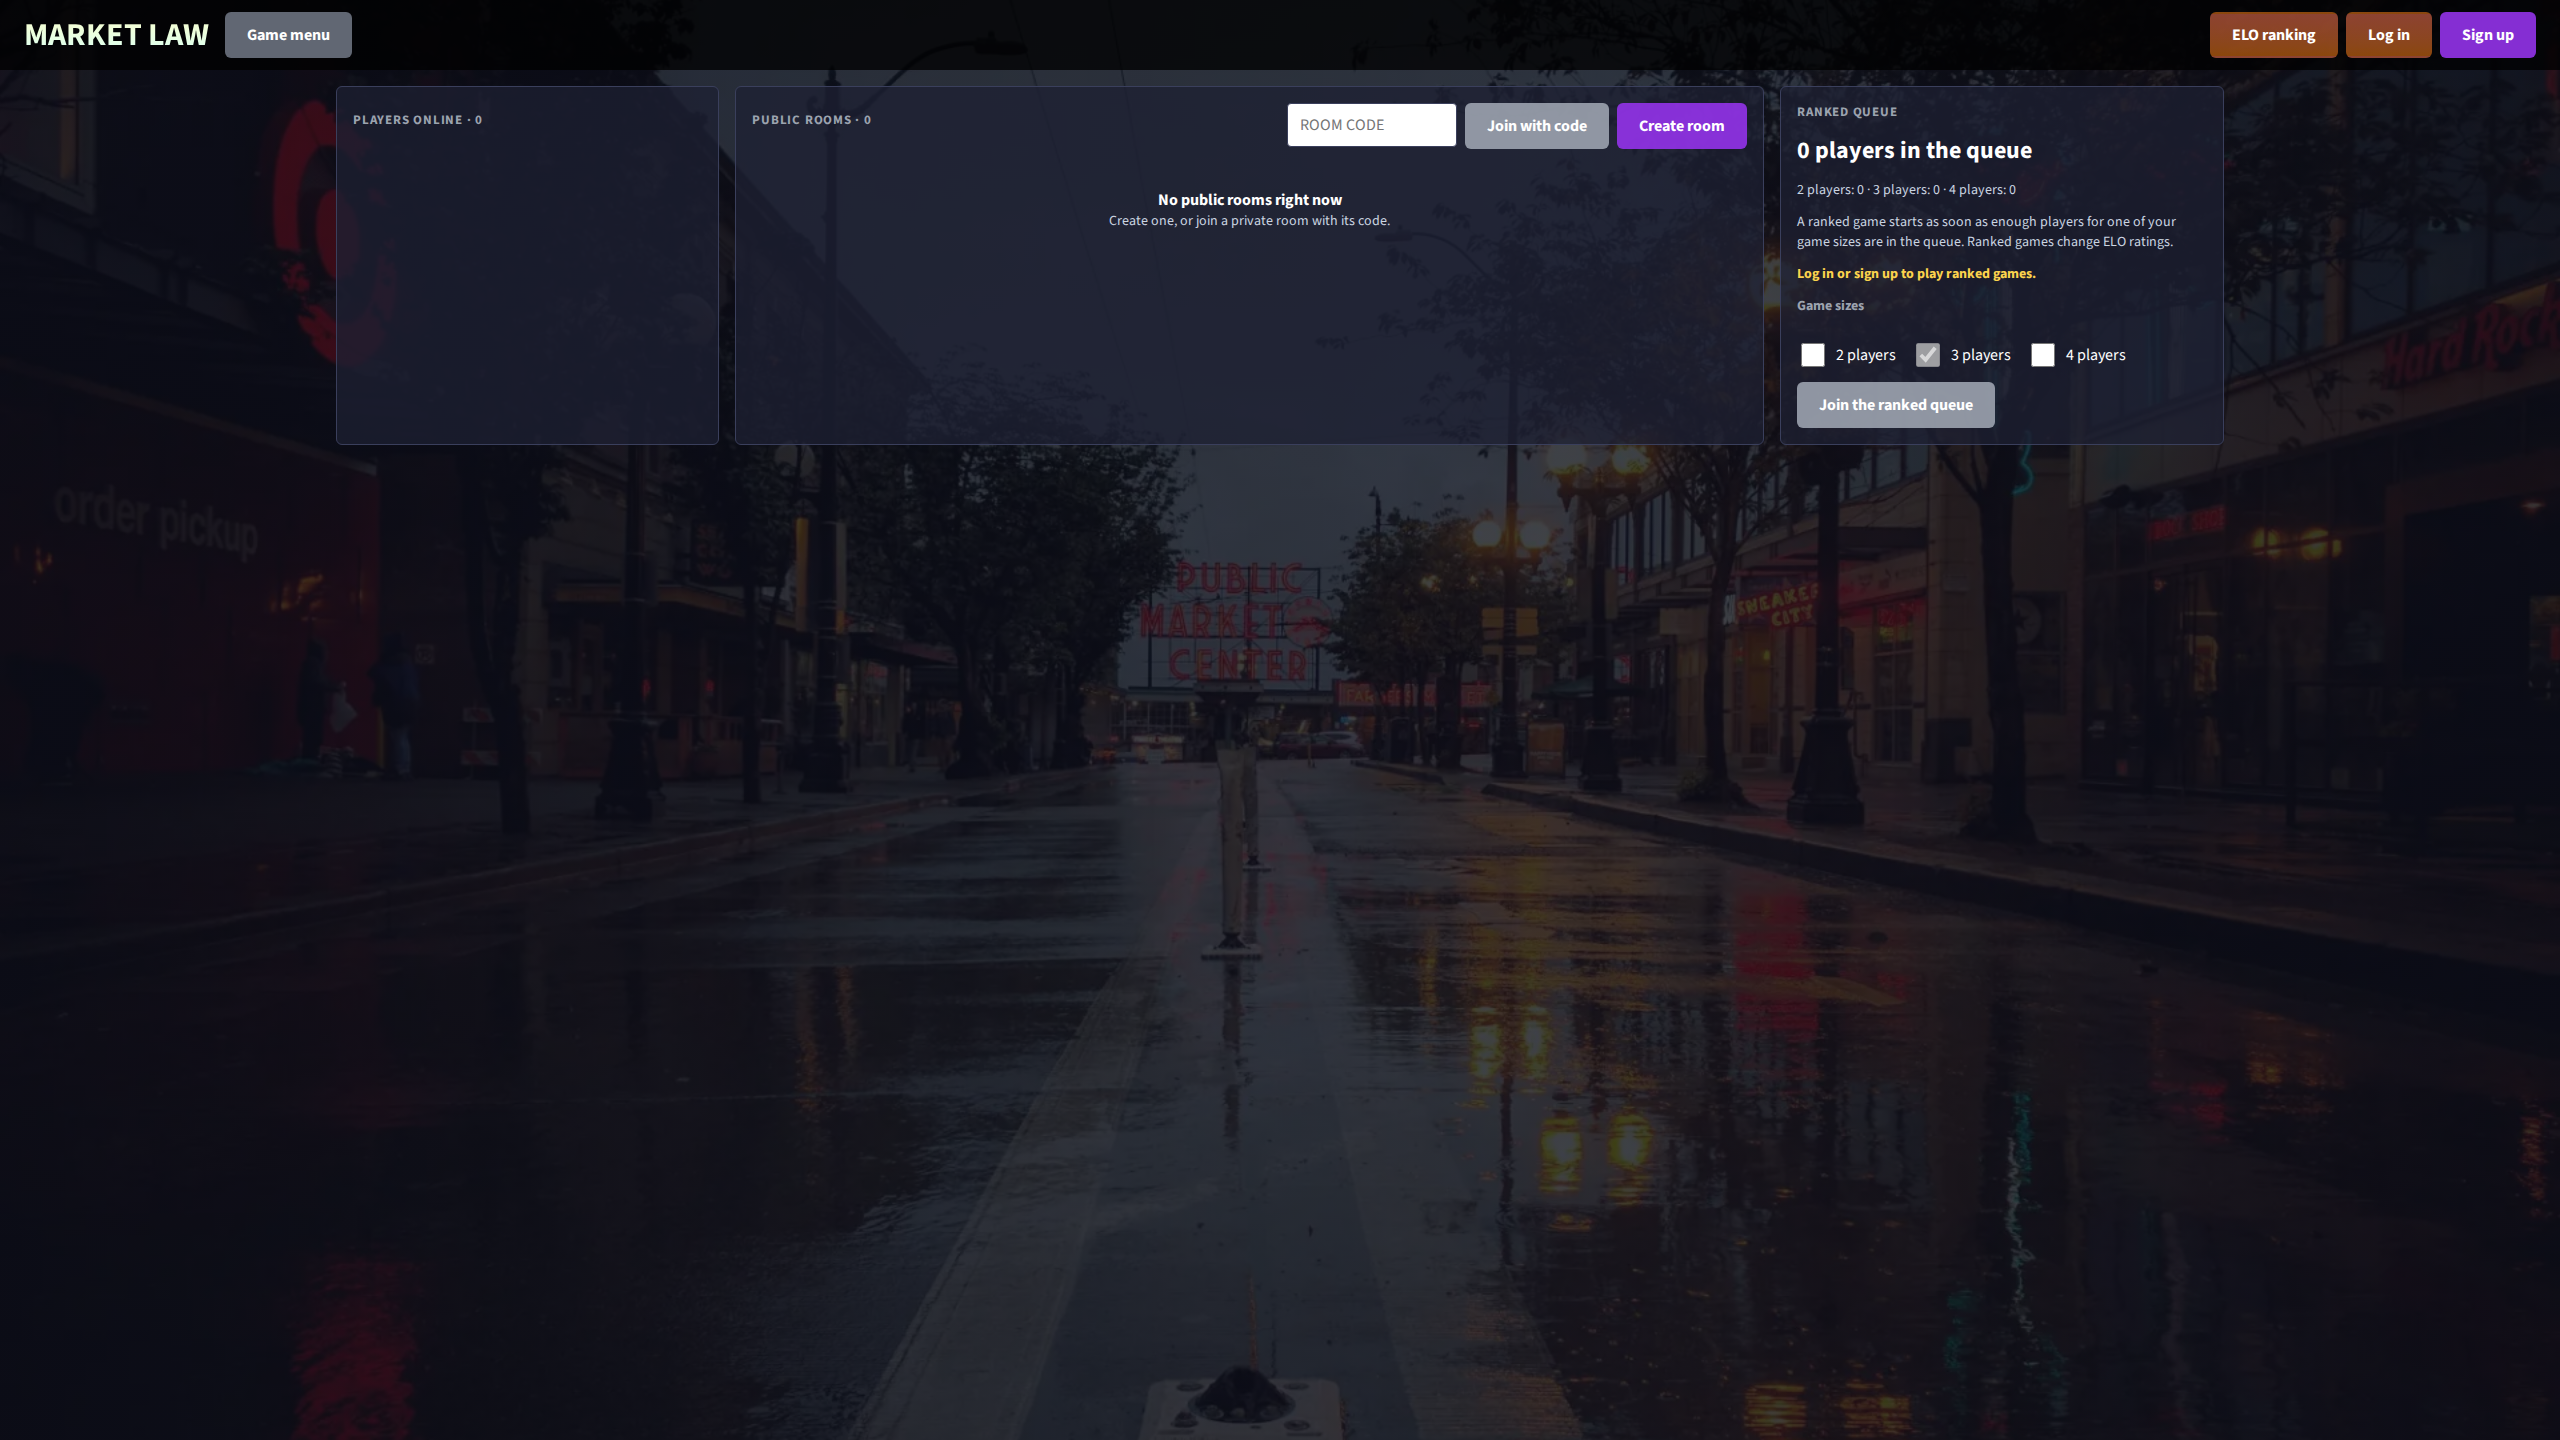 MARKET LAW
Game menu
ELO ranking
Log in
Sign up
PLAYERS ONLINE · 0
PUBLIC ROOMS · 0
ROOM CODE
Join with code
Create room
No public rooms right now
Create one, or join a private room with its code.
RANKED QUEUE
0 players in the queue
2 players: 0 · 3 players: 0 · 4 players: 0
A ranked game starts as soon as enough players for one of your
game sizes are in the queue. Ranked games change ELO ratings.
Log in or sign up to play ranked games.
Game sizes
2 players
3 players
4 players
Join the ranked queue
Hard Rock
order pickup
PUBLIC
MARKET
CENTER
SNEAKER
CITY